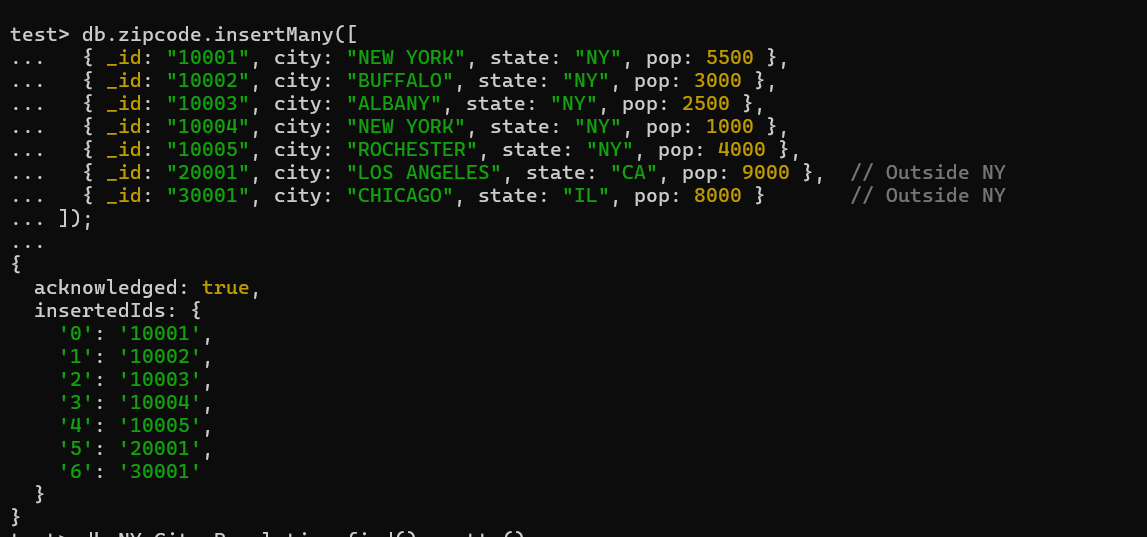 test> db.zipcode.insertMany([
...   { _id: "10001", city: "NEW YORK", state: "NY", pop: 5500 },
...   { _id: "10002", city: "BUFFALO", state: "NY", pop: 3000 },
...   { _id: "10003", city: "ALBANY", state: "NY", pop: 2500 },
...   { _id: "10004", city: "NEW YORK", state: "NY", pop: 1000 },
...   { _id: "10005", city: "ROCHESTER", state: "NY", pop: 4000 },
...   { _id: "20001", city: "LOS ANGELES", state: "CA", pop: 9000 },  // Outside NY
...   { _id: "30001", city: "CHICAGO", state: "IL", pop: 8000 }       // Outside NY
... ]);
...
{
  acknowledged: true,
  insertedIds: {
    '0': '10001',
    '1': '10002',
    '2': '10003',
    '3': '10004',
    '4': '10005',
    '5': '20001',
    '6': '30001'
  }
}